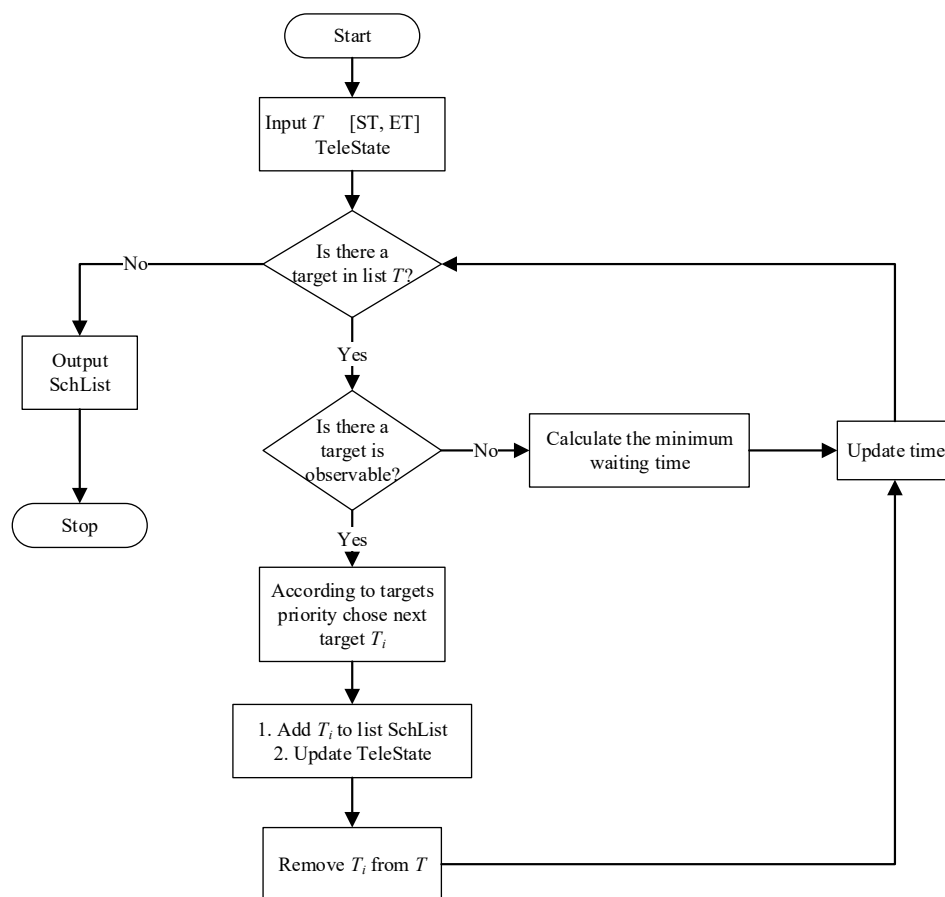 Start
Input T [ST, ET]
TeleState
Is there a
target in list T?
No
Yes
Output
SchList
Stop
Is there a
target is
observable?
No
Calculate the minimum
waiting time
Update time
Yes
According to targets
priority chose next
target Ti
1. Add Ti to list SchList
2. Update TeleState
Remove Ti from T